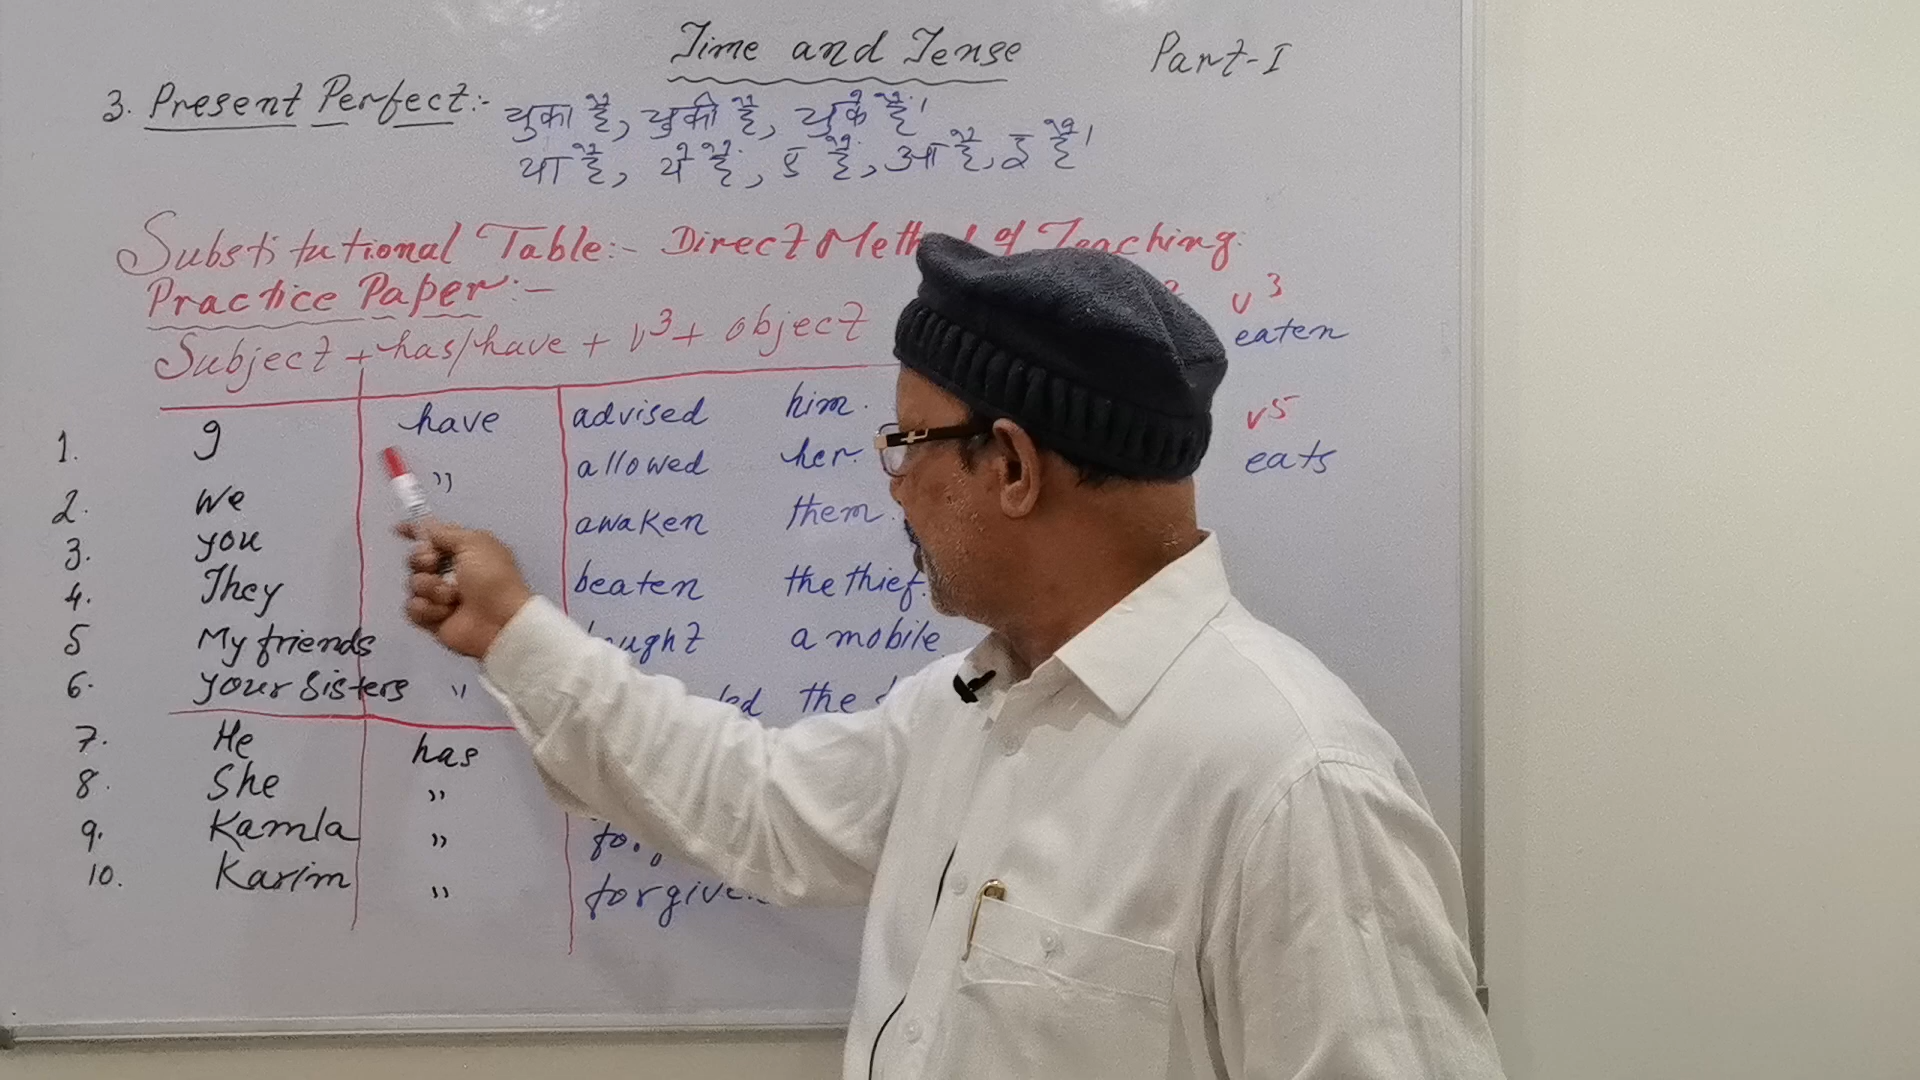 Time and Tense Part-I
3. Present Perfect:- चुका है, चुकी है, चुके हैं।
या है, ये हैं, ई है, आ है, ई हैं।
Substitutional Table:- Direct Method of Teaching
Practice Paper:-
v3
Subject + has/have + v3 + object eaten
1. I have advised him. v5
2. We " allowed her. eats
3. you awaken them.
4. They beaten the thief.
5 My friends a mobile
6. your sisters " the
7. He has
8. She "
9. Kamla "
10. Karim "